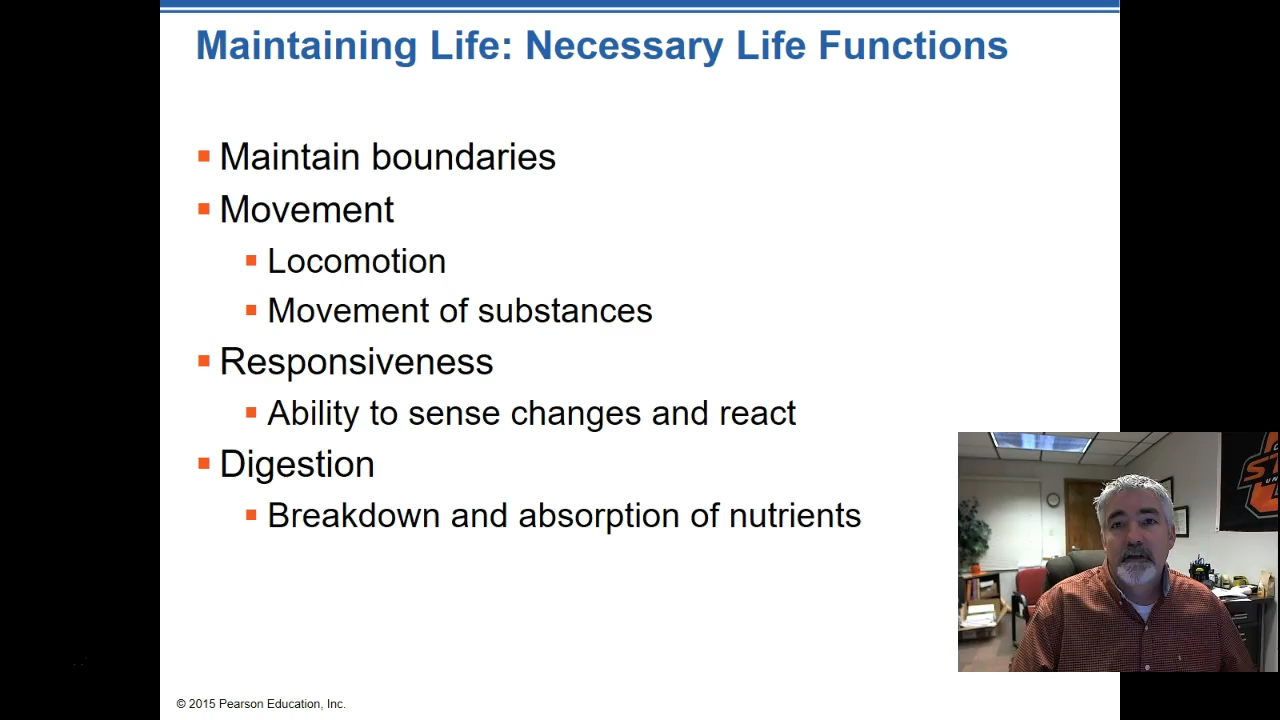 Maintaining Life: Necessary Life Functions
Maintain boundaries
Movement
Locomotion
Movement of substances
Responsiveness
Ability to sense changes and react
Digestion
Breakdown and absorption of nutrients
© 2015 Pearson Education, Inc.